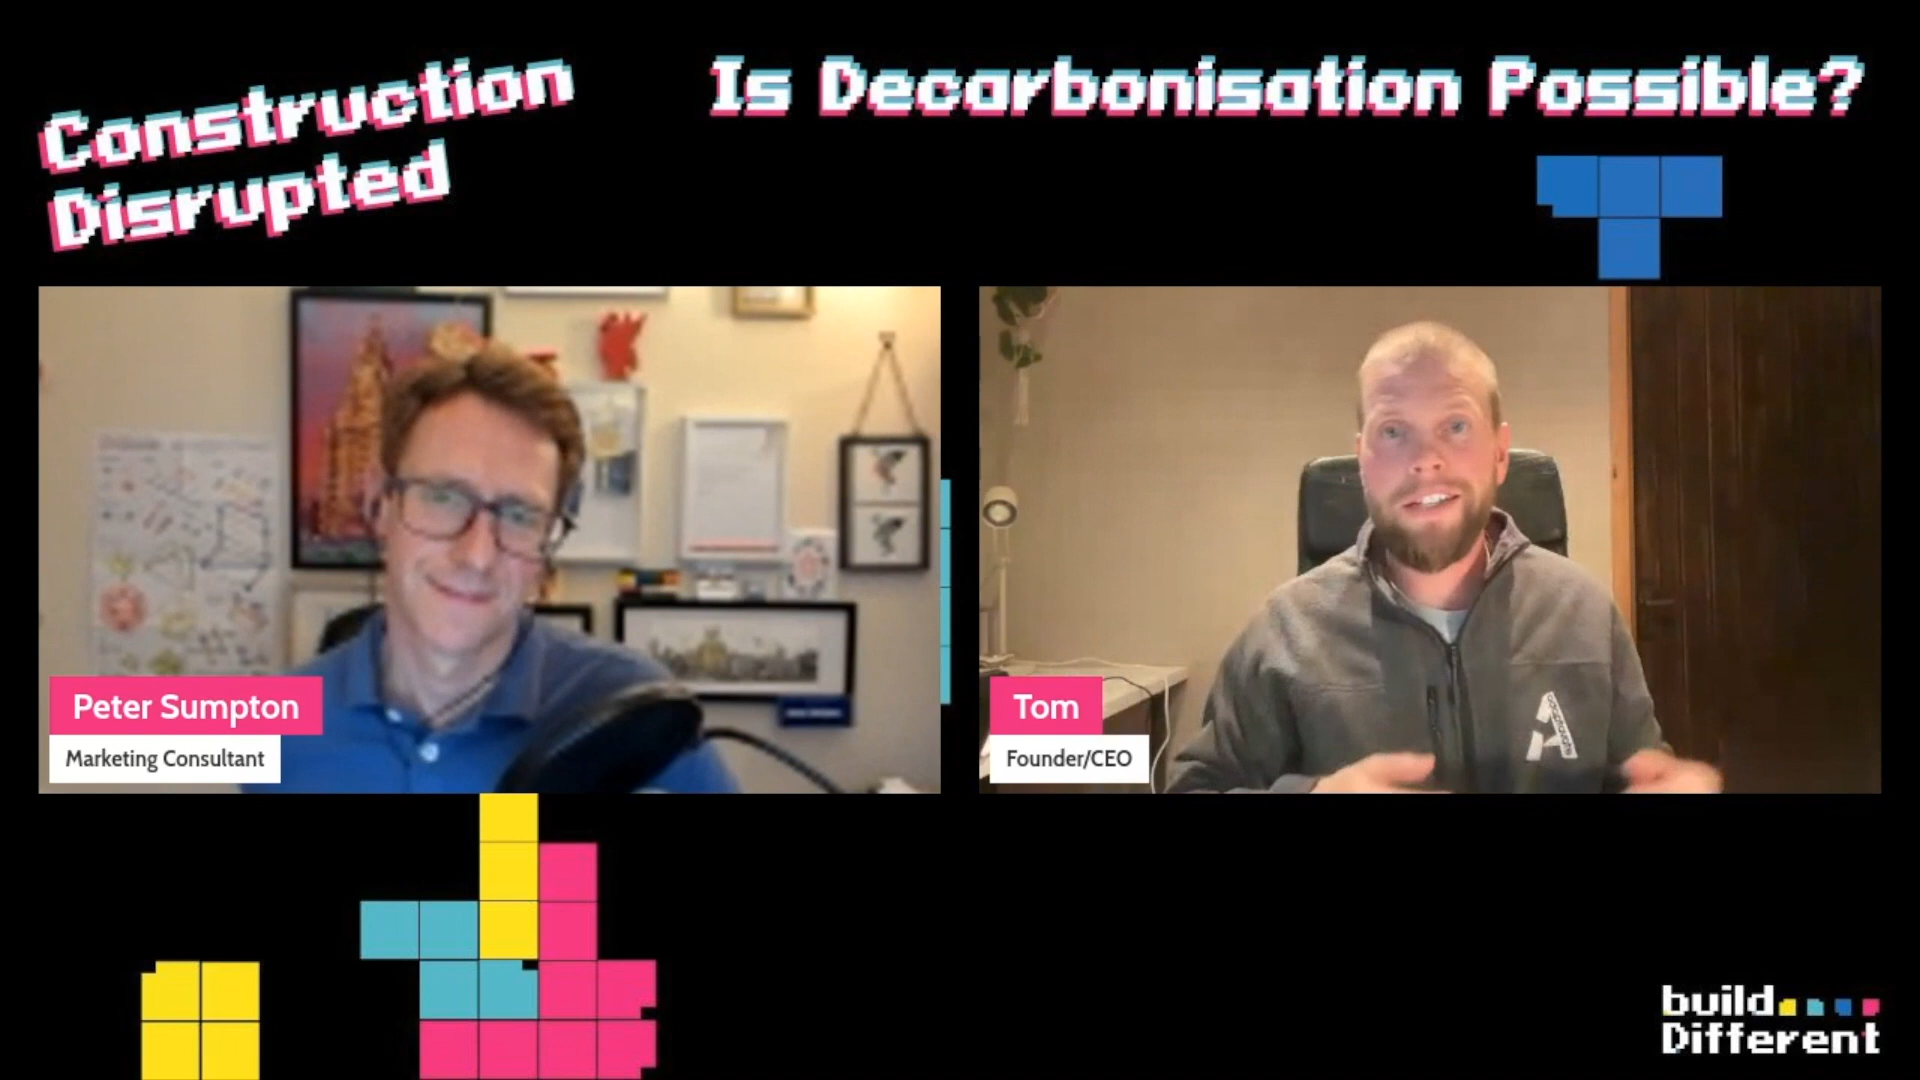 Construction
Disrupted
Is Decarbonisation Possible?
Peter Sumpton
Marketing Consultant
Tom
Founder/CEO
build
Different